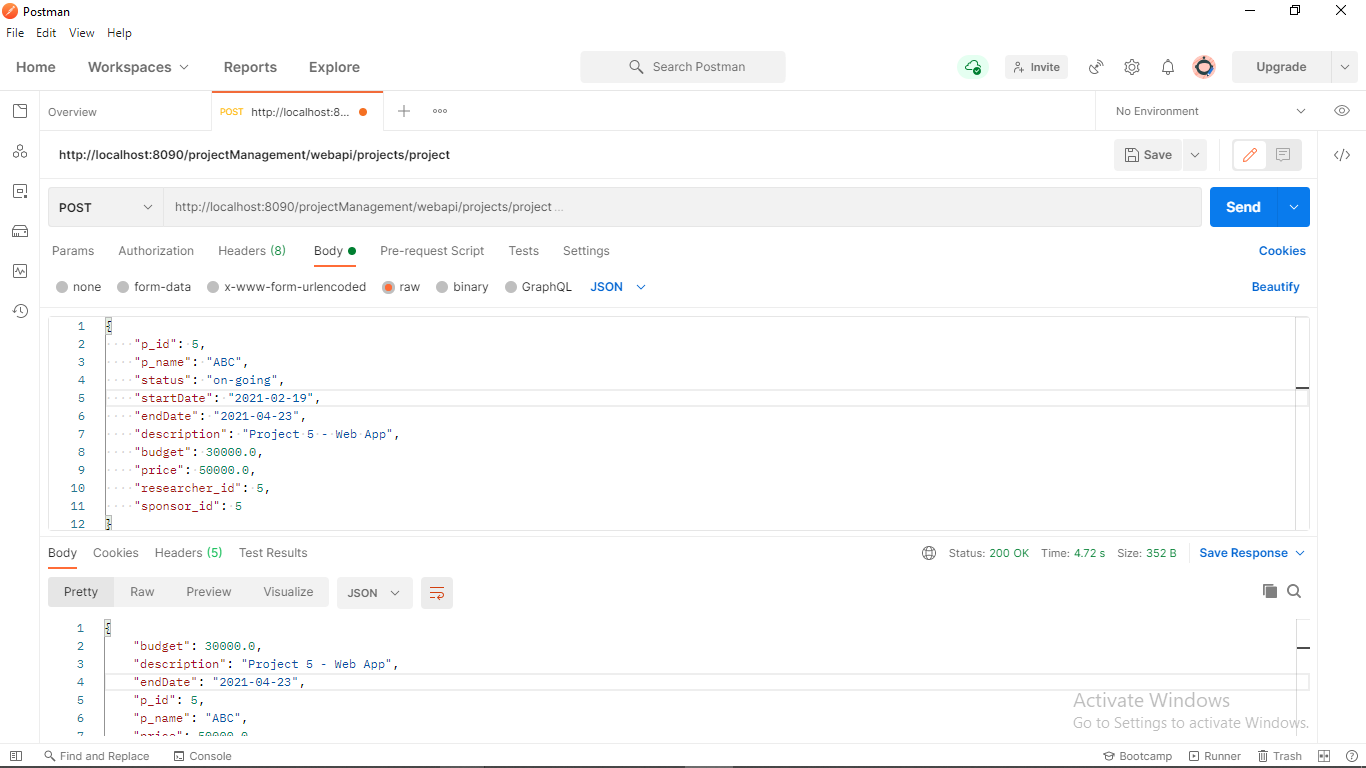 Postman
File Edit View Help
Home Workspaces Reports Explore Search Postman Invite Upgrade
Overview POST http://localhost:8... No Environment
http://localhost:8090/projectManagement/webapi/projects/project Save
POST http://localhost:8090/projectManagement/webapi/projects/project ... Send
Params Authorization Headers (8) Body Pre-request Script Tests Settings Cookies
none form-data x-www-form-urlencoded raw binary GraphQL JSON Beautify
1 {
2 "p_id": 5,
3 "p_name": "ABC",
4 "status": "on-going",
5 "startDate": "2021-02-19",
6 "endDate": "2021-04-23",
7 "description": "Project 5 - Web App",
8 "budget": 30000.0,
9 "price": 50000.0,
10 "researcher_id": 5,
11 "sponsor_id": 5
12 }
Body Cookies Headers (5) Test Results Status: 200 OK Time: 4.72 s Size: 352 B Save Response
Pretty Raw Preview Visualize JSON
1 {
2 "budget": 30000.0,
3 "description": "Project 5 - Web App",
4 "endDate": "2021-04-23",
5 "p_id": 5,
6 "p_name": "ABC",
7 "price": 50000.0
Activate Windows
Go to Settings to activate Windows.
Find and Replace Console Bootcamp Runner Trash